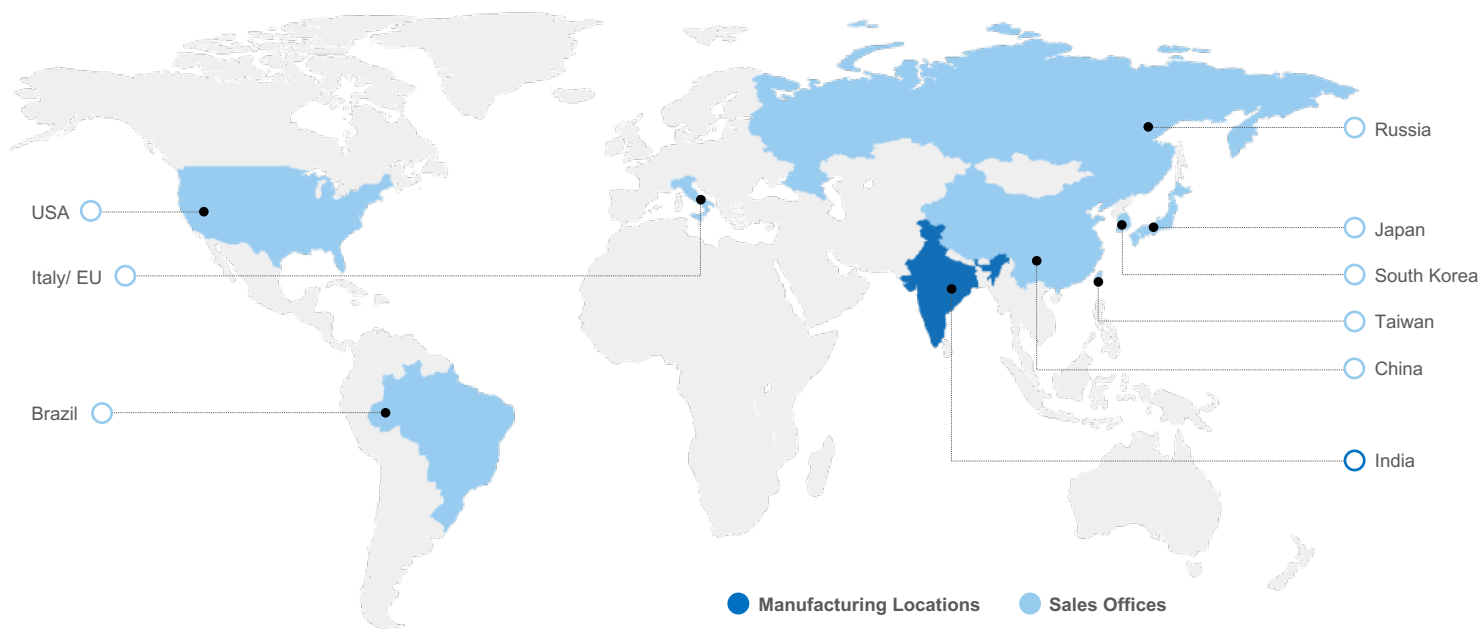 Russia
USA
Japan
Italy/ EU
South Korea
Taiwan
China
Brazil
India
Manufacturing Locations
Sales Offices